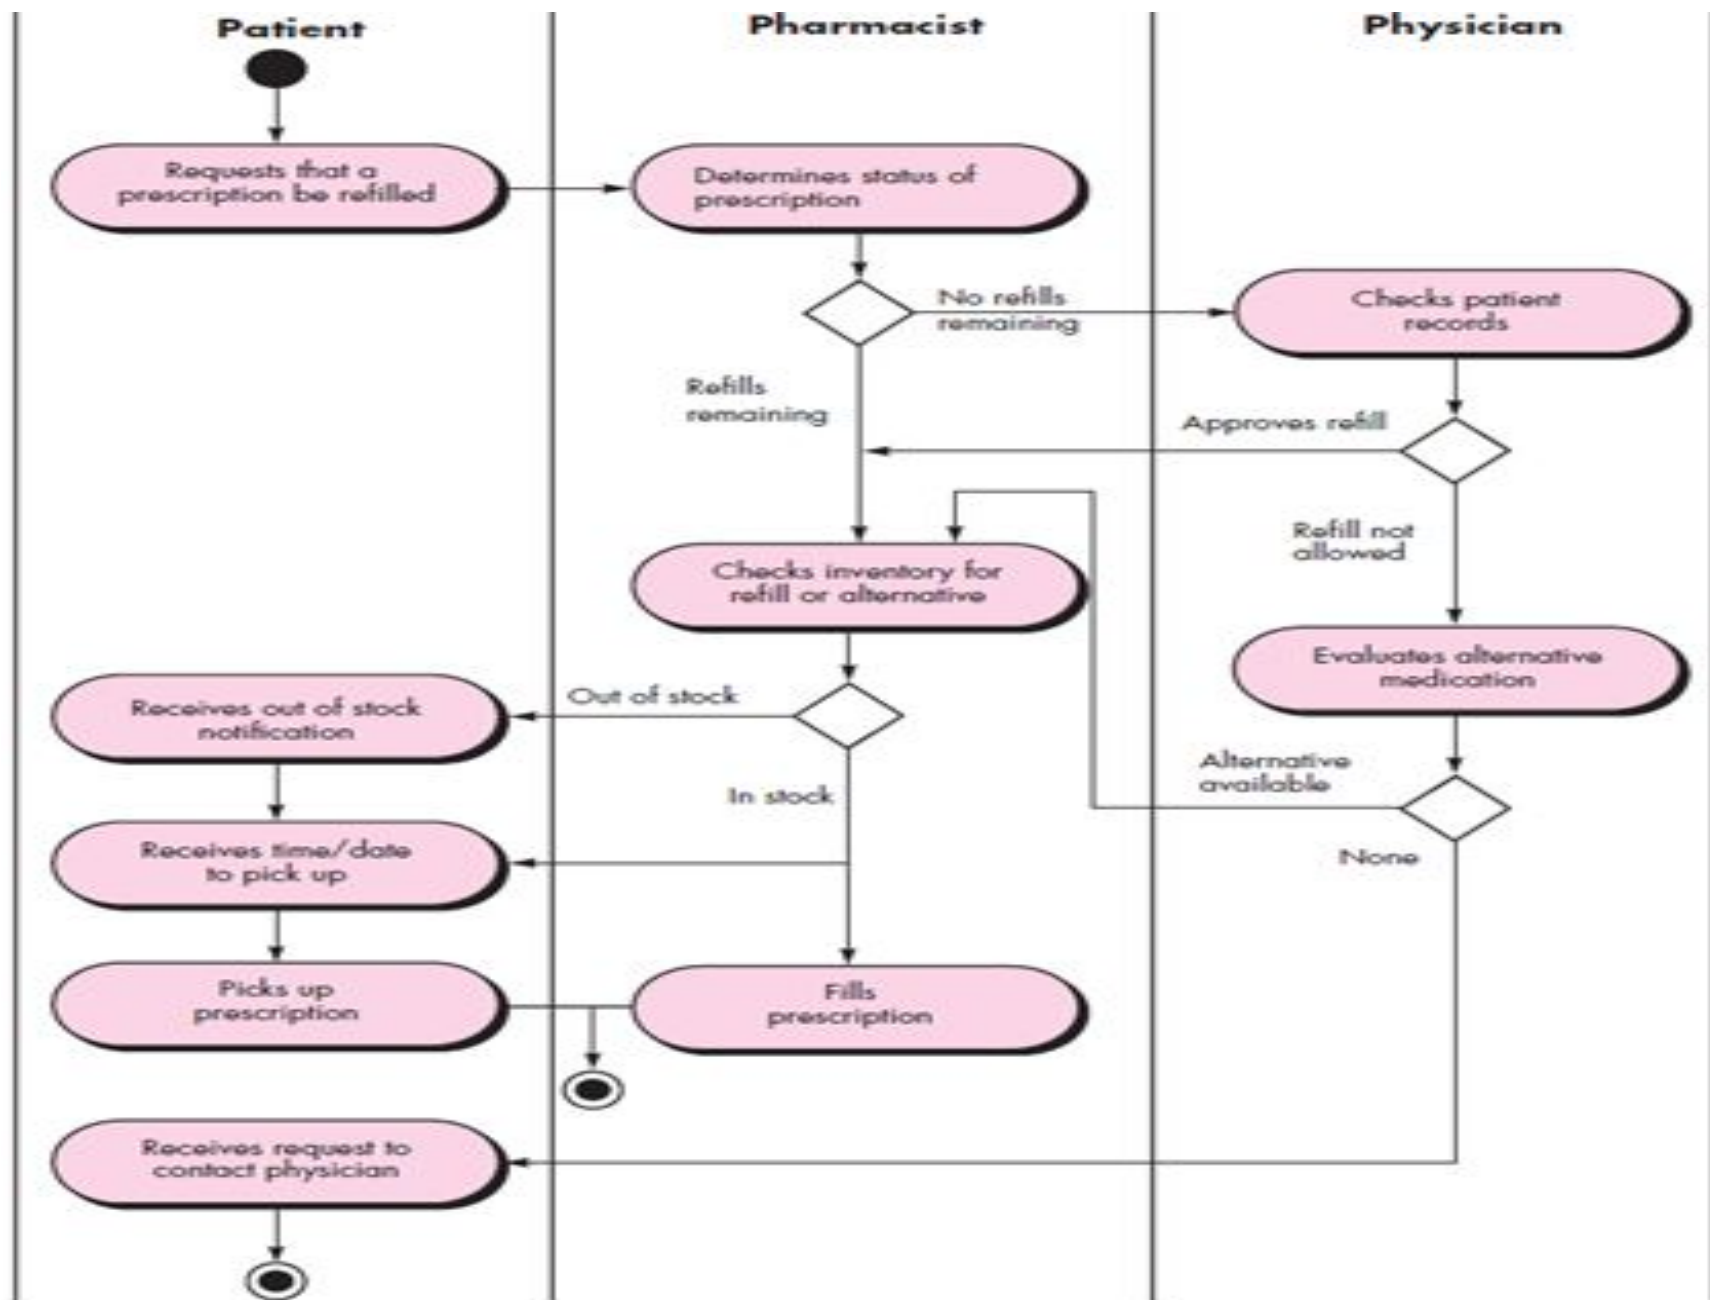 Patient
Pharmacist
Physician
Requests that a
prescription be refilled
Determines status of
prescription
No refills
remaining
Checks patient
records
Refills
remaining
Approves refill
Refill not
allowed
Checks inventory for
refill or alternative
Evaluates alternative
medication
Out of stock
Receives out of stock
notification
In stock
Alternative
available
None
Receives time/date
to pick up
Picks up
prescription
Fills
prescription
Receives request to
contact physician